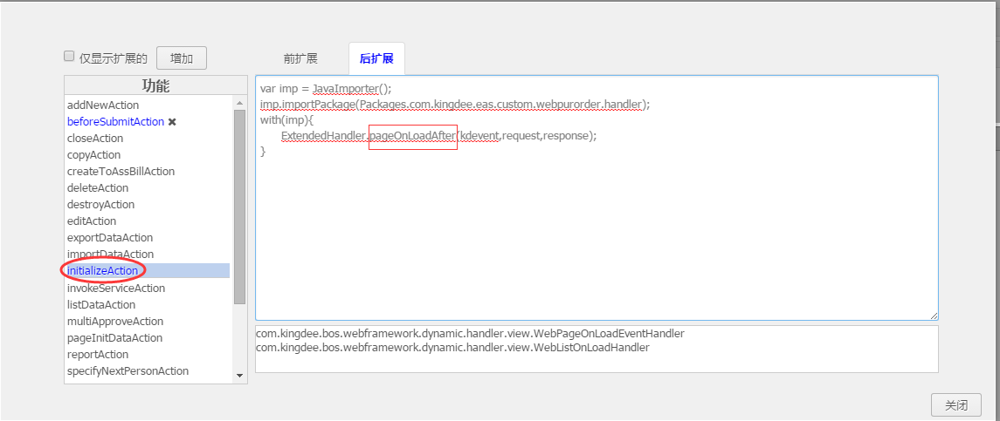 仅显示扩展的 增加
前扩展 后扩展
功能
addNewAction
beforeSubmitAction ✖
closeAction
copyAction
createToAssBillAction
deleteAction
destroyAction
editAction
exportDataAction
importDataAction
initializeAction
invokeServiceAction
listDataAction
multiApproveAction
pageInitDataAction
reportAction
specifyNextPersonAction
var imp = JavaImporter();
imp.importPackage(Packages.com.kingdee.eas.custom.webpurorder.handler);
with(imp){
ExtendedHandler.pageOnLoadAfter(kdevent,request,response);
}
com.kingdee.bos.webframework.dynamic.handler.view.WebPageOnLoadEventHandler
com.kingdee.bos.webframework.dynamic.handler.view.WebListOnLoadHandler
关闭